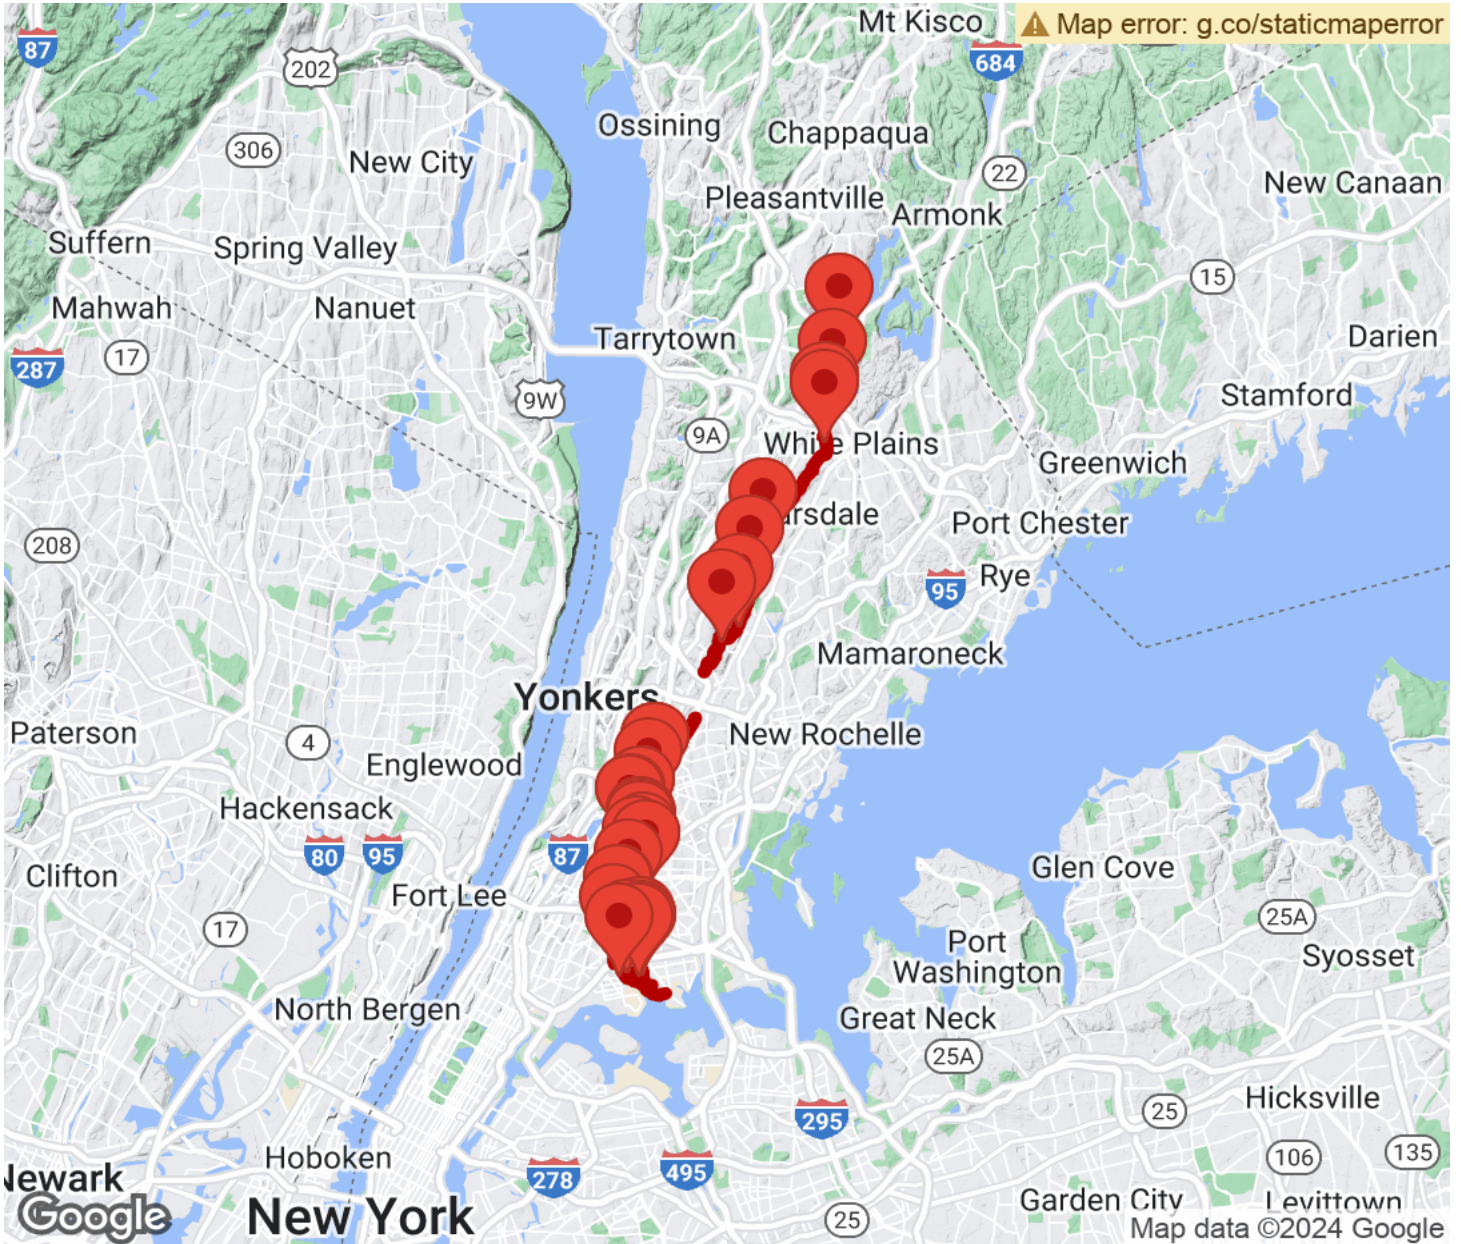 Mt Kisco
Map error: g.co/staticmaperror
87
202
684
Ossining
Chappaqua
306
New City
22
New Canaan
Pleasantville
Armonk
Suffern
Spring Valley
15
Mahwah
Nanuet
Tarrytown
Darien
17
287
9W
Stamford
9A
White Plains
Greenwich
arsdale
Port Chester
208
Rye
95
Mamaroneck
Yonkers
Paterson
4
New Rochelle
Englewood
Hackensack
80
95
87
Clifton
Glen Cove
Fort Lee
17
25A
Port
Washington
Syosset
North Bergen
Great Neck
25A
Hicksville
295
25
Hoboken
106
135
278
495
Newark
Garden City
Levittown
Google
New York
25
Map data ©2024 Google